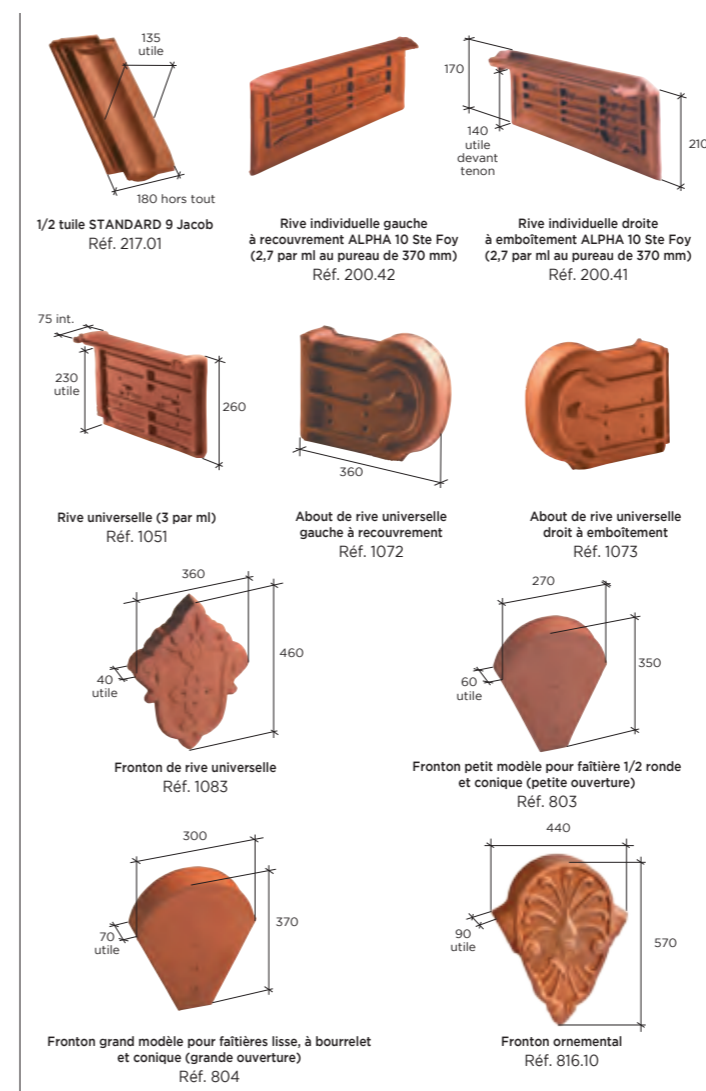 135
utile
180 hors tout
1/2 tuile STANDARD 9 Jacob
Réf. 217.01
Rive individuelle gauche
à recouvrement ALPHA 10 Ste Foy
(2,7 par ml au pureau de 370 mm)
Réf. 200.42
170
140
utile
devant
tenon
210
Rive individuelle droite
à emboîtement ALPHA 10 Ste Foy
(2,7 par ml au pureau de 370 mm)
Réf. 200.41
75 int.
230
utile
260
Rive universelle (3 par ml)
Réf. 1051
360
About de rive universelle
gauche à recouvrement
Réf. 1072
About de rive universelle
droit à emboîtement
Réf. 1073
360
460
40
utile
Fronton de rive universelle
Réf. 1083
270
350
60
utile
Fronton petit modèle pour faîtière 1/2 ronde
et conique (petite ouverture)
Réf. 803
300
370
70
utile
Fronton grand modèle pour faîtières lisse, à bourrelet
et conique (grande ouverture)
Réf. 804
440
570
90
utile
Fronton ornemental
Réf. 816.10